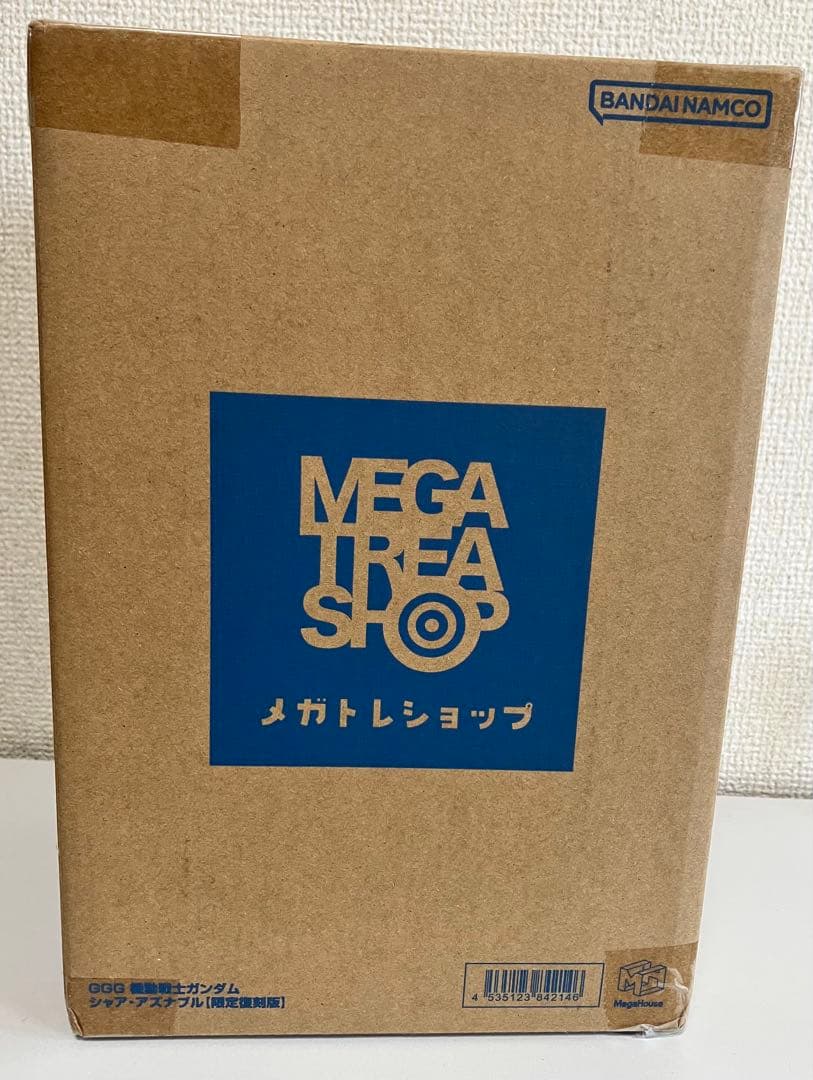 BANDAI NAMCO
MEGA
TREA
SHOP
メガトレショップ
GGG 機動戦士ガンダム
シャア・アズナブル【限定復刻版】
4 535123 842146
MegaHouse